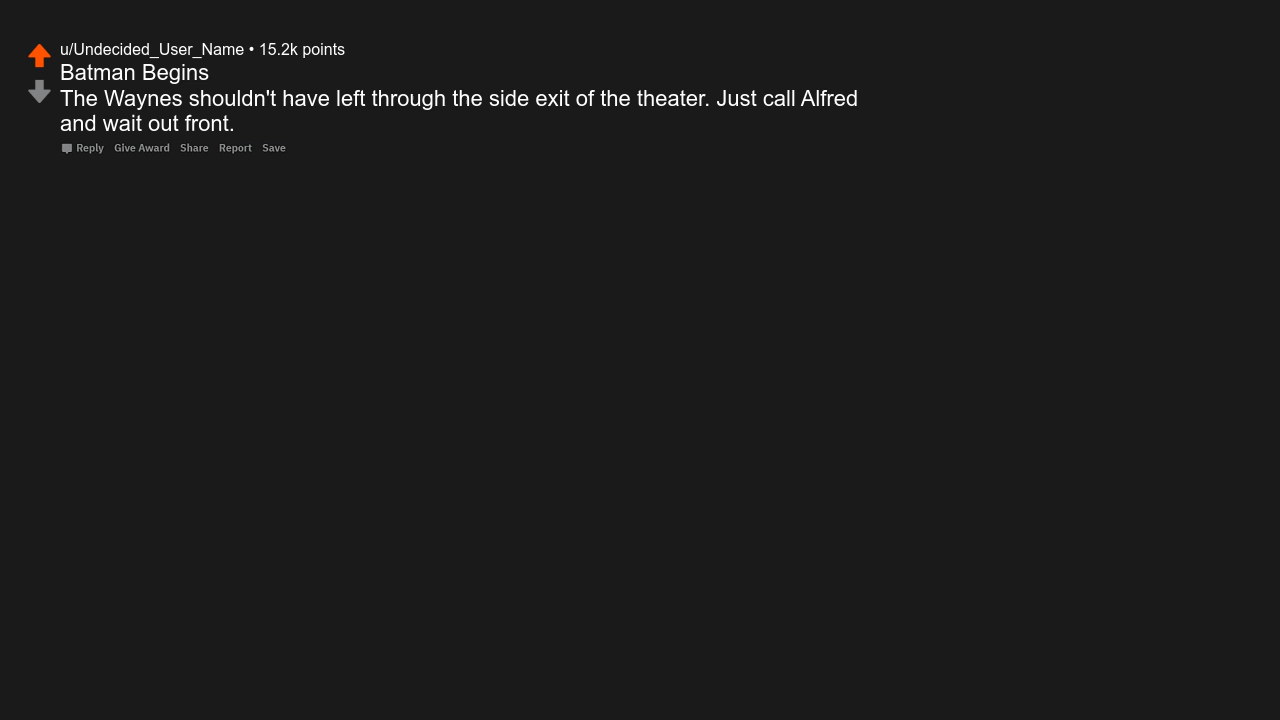 u/Undecided_User_Name • 15.2k points
Batman Begins
The Waynes shouldn't have left through the side exit of the theater. Just call Alfred
and wait out front.
Reply Give Award Share Report Save